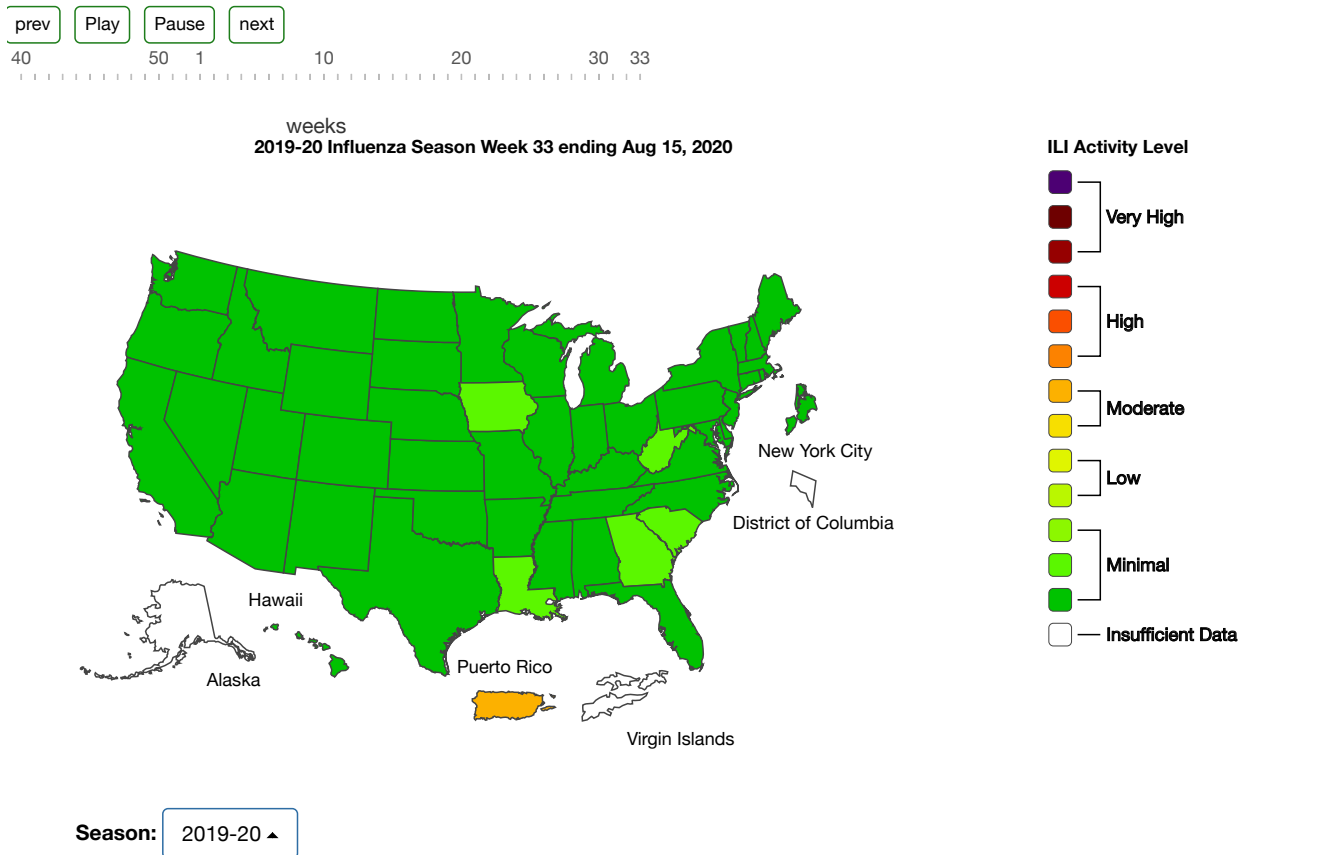 prev Play Pause next
40 50 1 10 20 30 33
weeks
2019-20 Influenza Season Week 33 ending Aug 15, 2020
ILI Activity Level
Very High
High
Moderate
Low
Minimal
Insufficient Data
New York City
District of Columbia
Hawaii
Alaska
Puerto Rico
Virgin Islands
Season: 2019-20